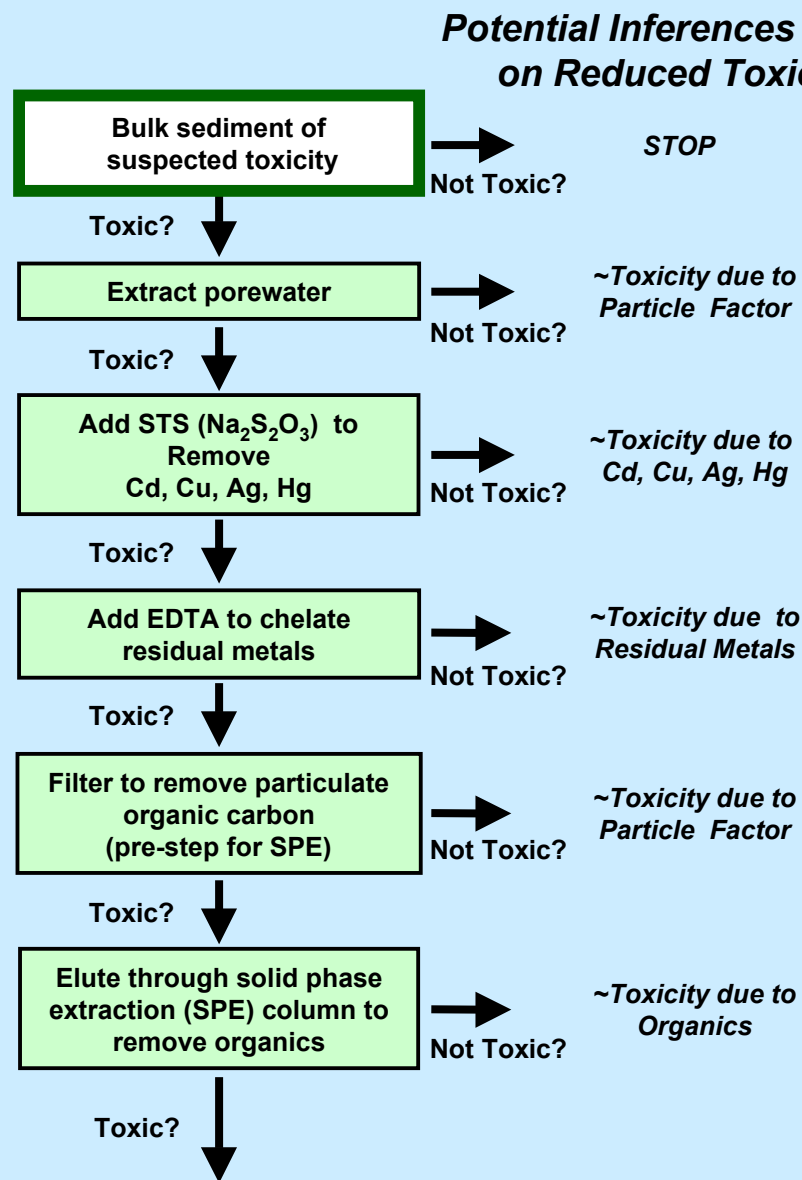 Potential Inferences
on Reduced Toxic
Bulk sediment of
suspected toxicity
STOP
Not Toxic?
Toxic?
Extract porewater
~Toxicity due to
Particle Factor
Not Toxic?
Toxic?
Add STS (Na₂S₂O₃) to
Remove
Cd, Cu, Ag, Hg
~Toxicity due to
Cd, Cu, Ag, Hg
Not Toxic?
Toxic?
Add EDTA to chelate
residual metals
~Toxicity due to
Residual Metals
Not Toxic?
Toxic?
Filter to remove particulate
organic carbon
(pre-step for SPE)
~Toxicity due to
Particle Factor
Not Toxic?
Toxic?
Elute through solid phase
extraction (SPE) column to
remove organics
~Toxicity due to
Organics
Not Toxic?
Toxic?